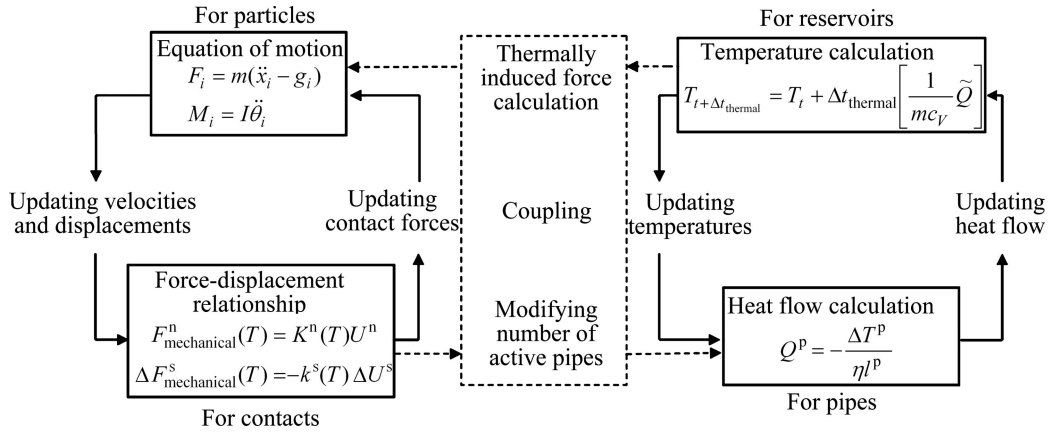 For particles
Equation of motion
F_i = m(ẍ_i − g_i)
M_i = Iθ̈_i
Updating velocities
and displacements
Updating
contact forces
Force-displacement
relationship
F^n_mechanical(T) = K^n(T)U^n
ΔF^s_mechanical(T) = −k^s(T) ΔU^s
For contacts
Thermally
induced force
calculation
Coupling
Modifying
number of
active pipes
For reservoirs
Temperature calculation
T_{t+Δt_thermal} = T_t + Δt_thermal [1/(mc_V) Q̃]
Updating
temperatures
Updating
heat flow
Heat flow calculation
Q^p = −ΔT^p/(ηl^p)
For pipes